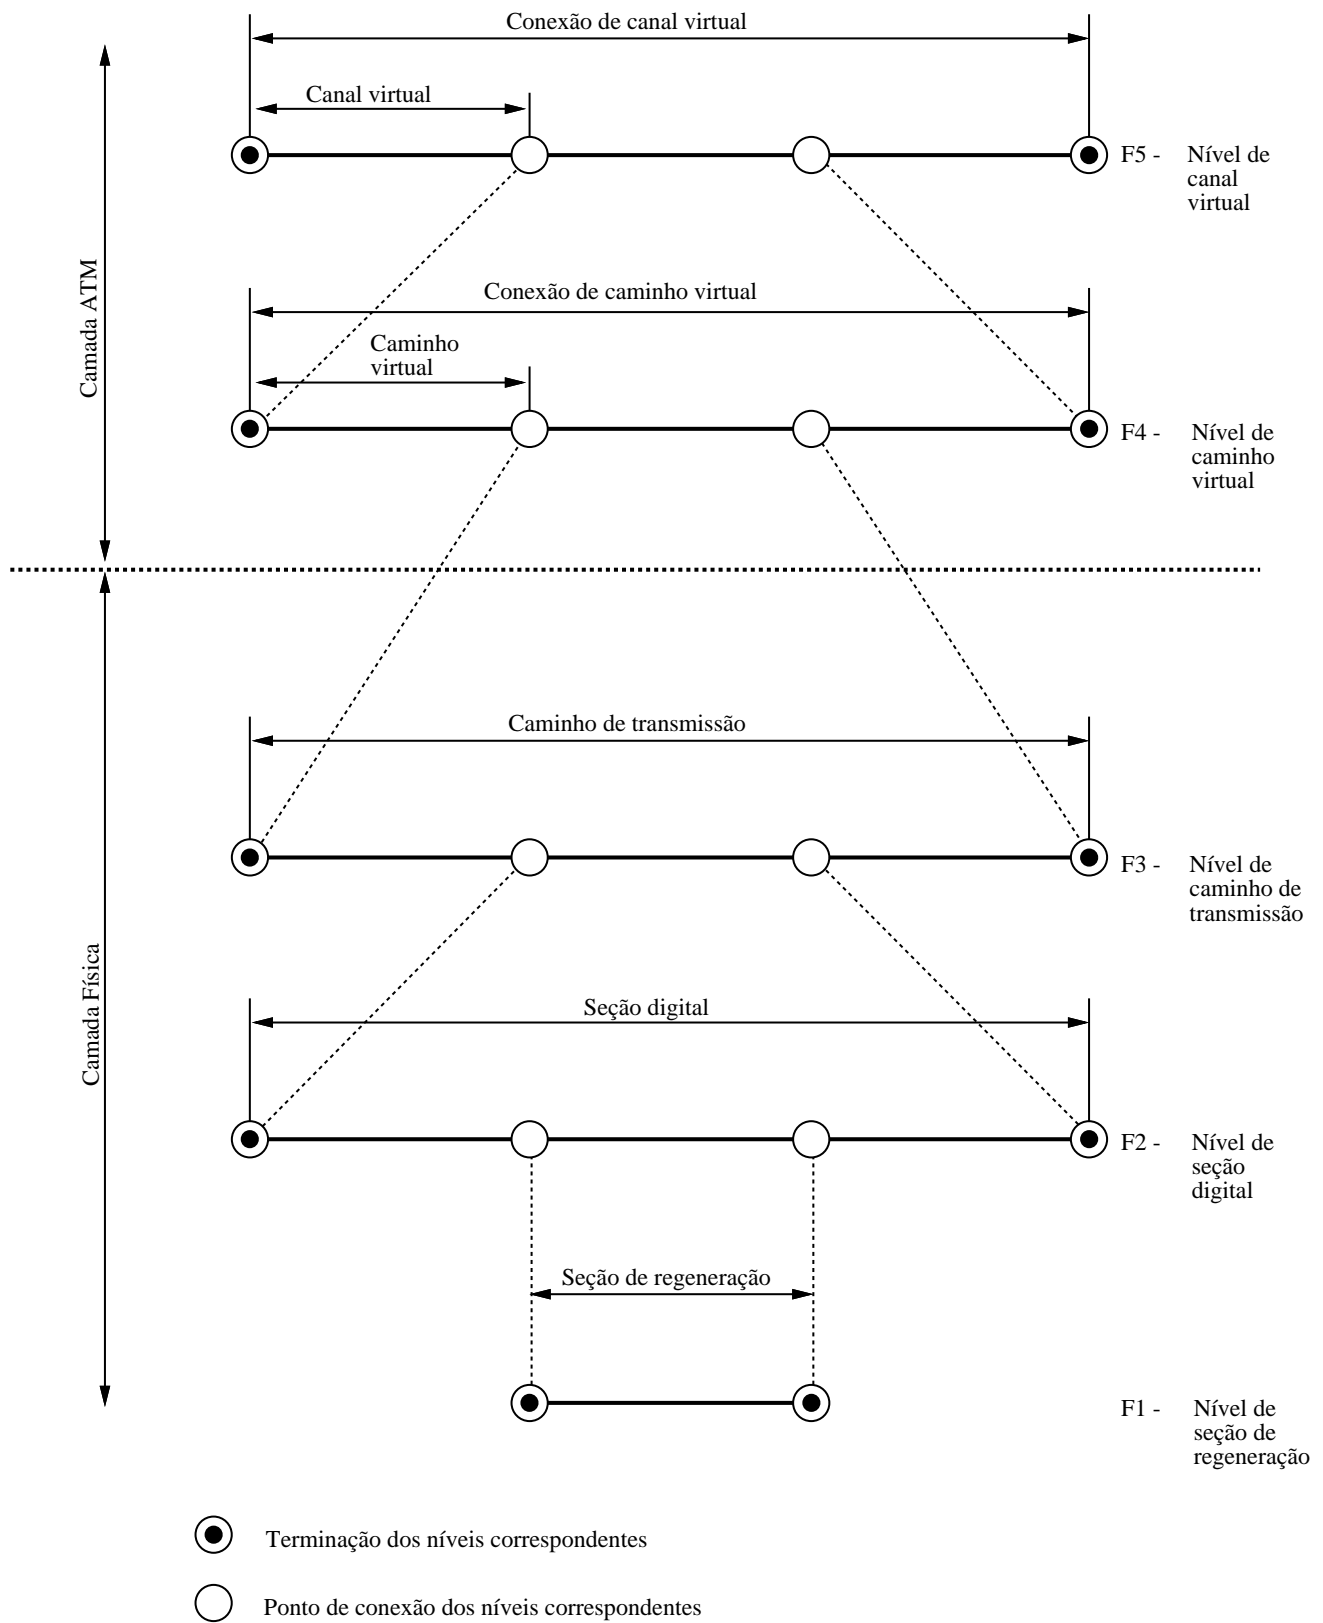 Conexão de canal virtual
Canal virtual
F5 - Nível de
canal
virtual
Camada ATM
Conexão de caminho virtual
Caminho
virtual
F4 - Nível de
caminho
virtual
Caminho de transmissão
F3 - Nível de
caminho de
transmissão
Camada Física
Seção digital
F2 - Nível de
seção
digital
Seção de regeneração
F1 - Nível de
seção de
regeneração
Terminação dos níveis correspondentes
Ponto de conexão dos níveis correspondentes